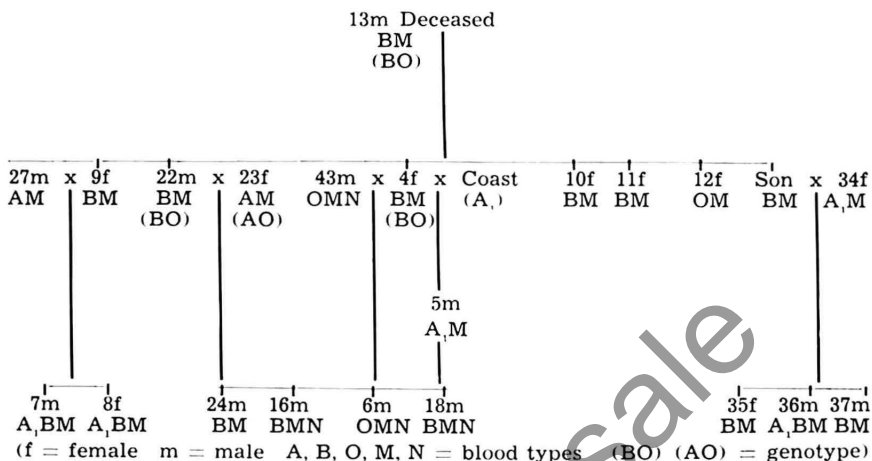 13m Deceased
BM
(BO)
27m x 9f 22m x 23f 43m x 4f x Coast 10f 11f 12f Son x 34f
AM BM BM AM OMN BM (A₁) BM BM OM BM A₁M
(BO) (AO) (BO)
5m
A₁M
7m 8f 24m 16m 6m 18m 35f 36m 37m
A₁BM A₁BM BM BMN OMN BMN BM A₁BM BM
(f = female m = male A, B, O, M, N = blood types (BO) (AO) = genotype)
sale